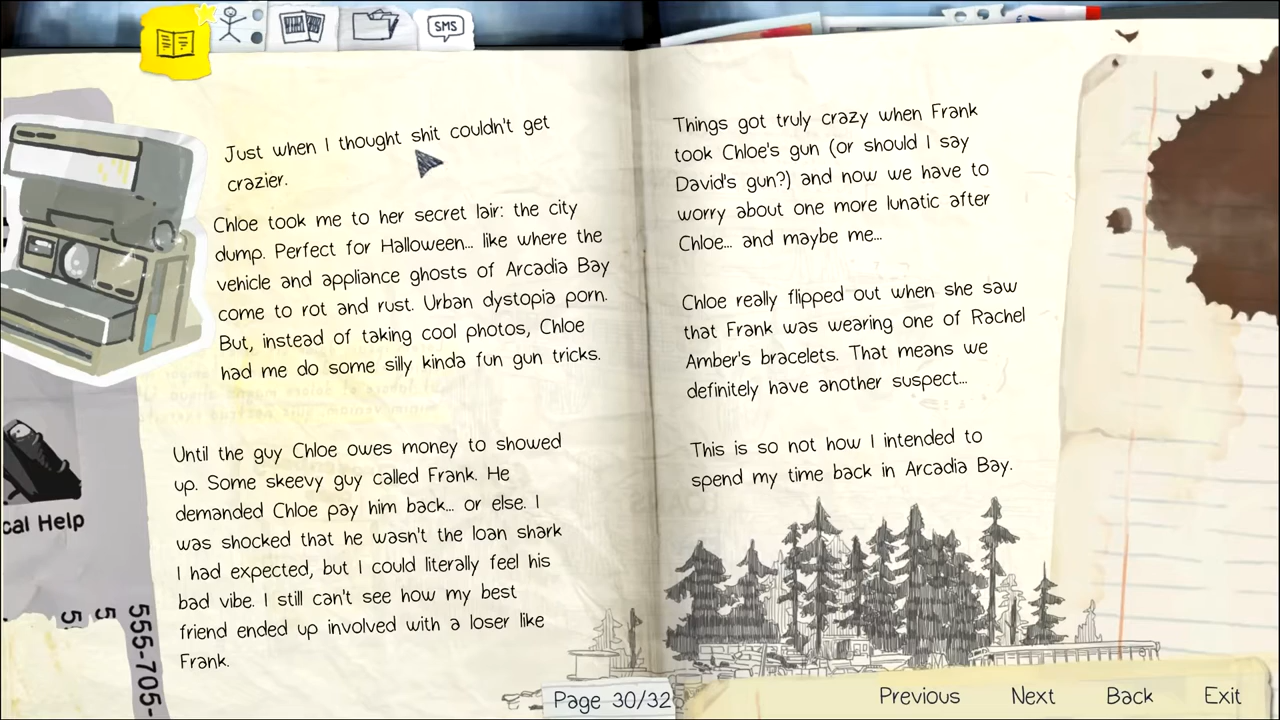 SMS
Just when I thought shit couldn't get
crazier.
Chloe took me to her secret lair: the city
dump. Perfect for Halloween... like where the
vehicle and appliance ghosts of Arcadia Bay
come to rot and rust. Urban dystopia porn.
But, instead of taking cool photos, Chloe
had me do some silly kinda fun gun tricks.
Until the guy Chloe owes money to showed
up. Some skeevy guy called Frank. He
demanded Chloe pay him back... or else. I
was shocked that he wasn't the loan shark
I had expected, but I could literally feel his
bad vibe. I still can't see how my best
friend ended up involved with a loser like
Frank.
cal Help
555-705-
5
5
Things got truly crazy when Frank
took Chloe's gun (or should I say
David's gun?) and now we have to
worry about one more lunatic after
Chloe... and maybe me...
Chloe really flipped out when she saw
that Frank was wearing one of Rachel
Amber's bracelets. That means we
definitely have another suspect...
This is so not how I intended to
spend my time back in Arcadia Bay.
Page 30/32
Previous Next Back Exit